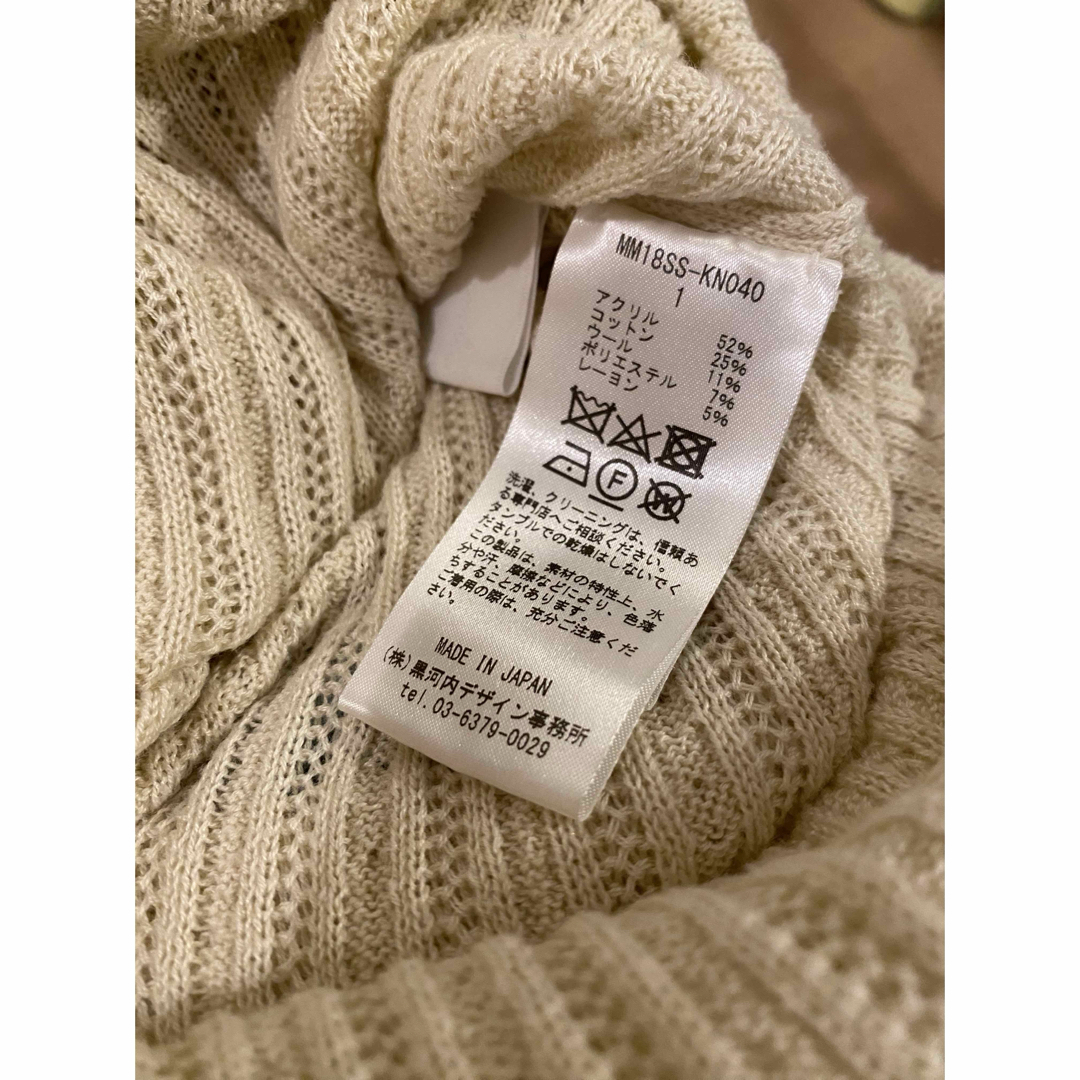 MM18SS-KN040
1
アクリル 52%
コットン 25%
ウール 11%
ポリエステル 7%
レーヨン 5%
F
W
洗濯、クリーニングは、信頼あ
る専門店へご相談ください。
タンブルでの乾燥はしないでく
ださい。
この製品は、素材の特性上、水
分や汗、摩擦などにより、色落
ちすることがあります。
ご着用の際は、充分ご注意くだ
さい。
MADE IN JAPAN
(株)黒河内デザイン事務所
tel.03-6379-0029